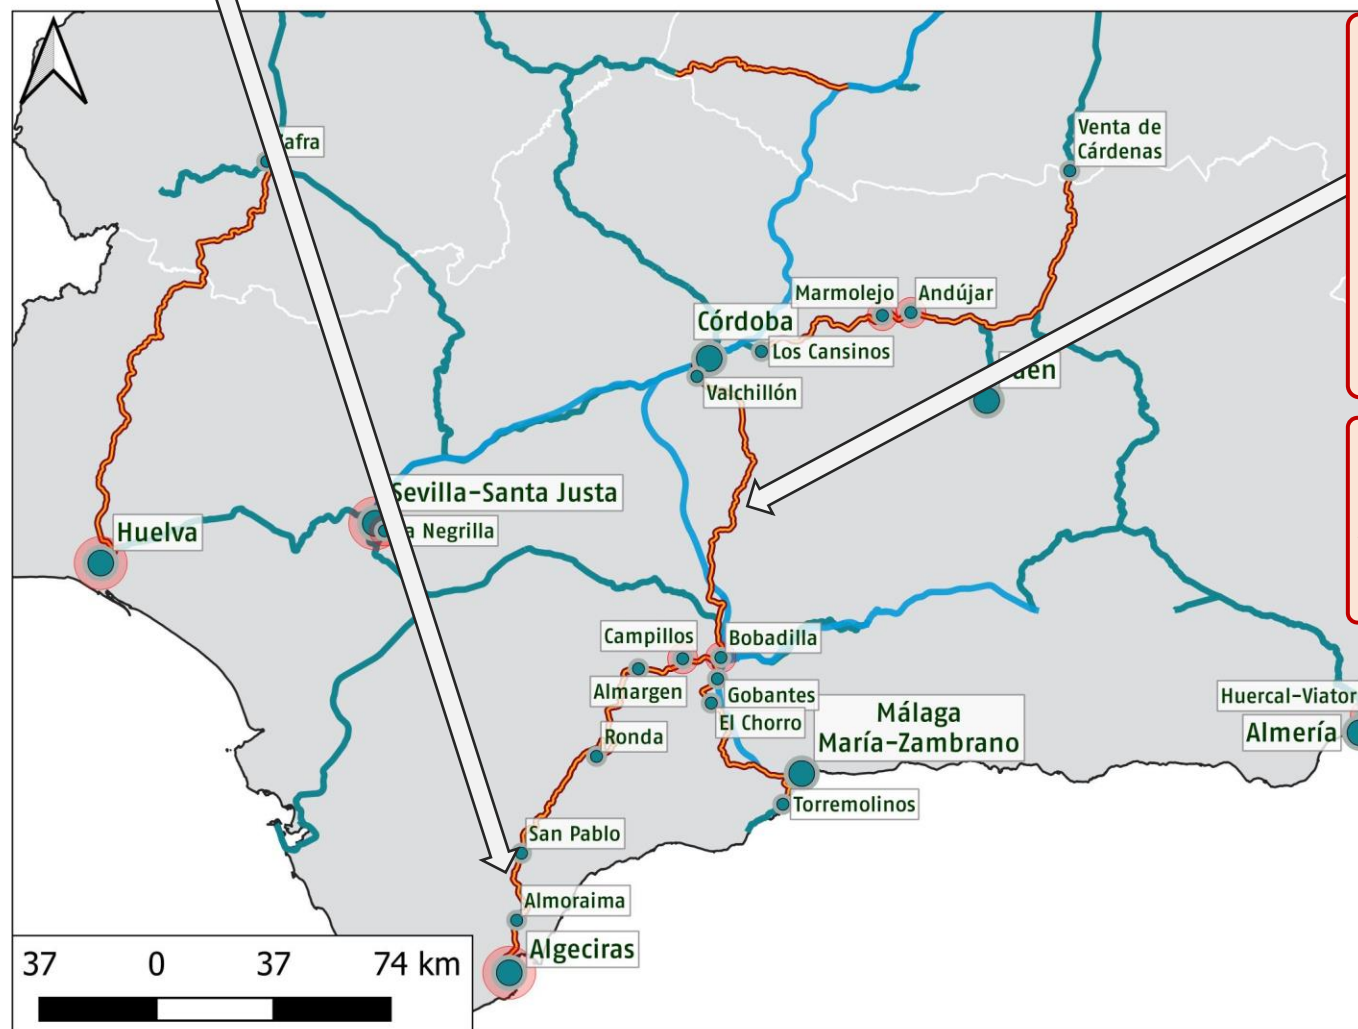 afra
Venta de
Cárdenas
Marmolejo
Andújar
Córdoba
Los Cansinos
aén
Valchillón
Sevilla-Santa Justa
a Negrilla
Huelva
Campillos
Bobadilla
Almargen
Gobantes
El Chorro
Málaga
María-Zambrano
Huercal-Viator
Almería
Ronda
Torremolinos
San Pablo
Almoraima
Algeciras
37 0 37 74 km